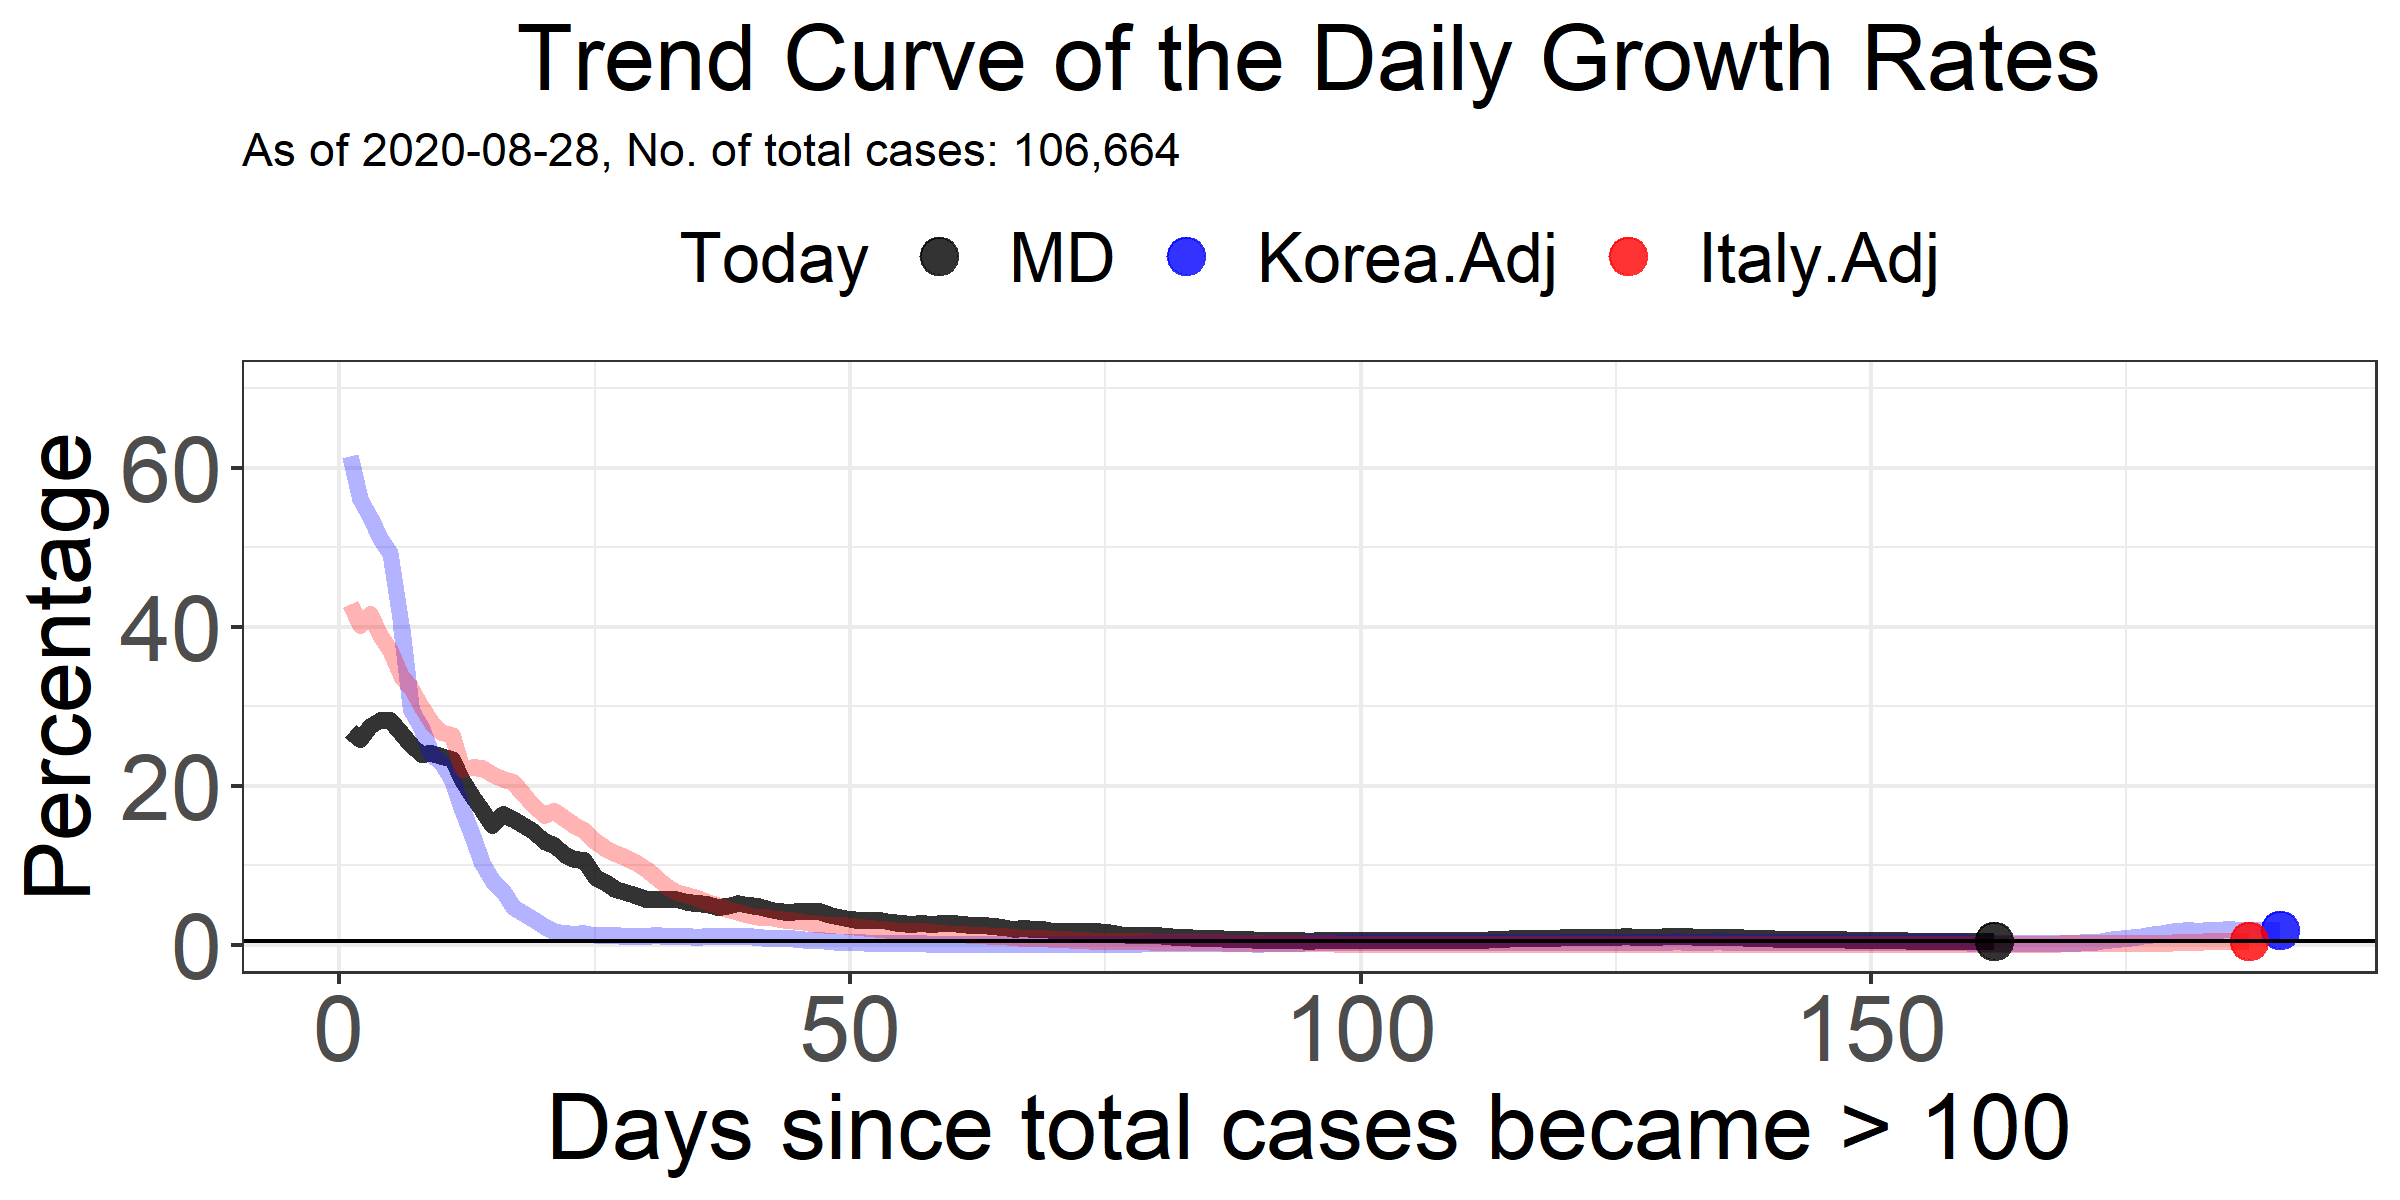 Trend Curve of the Daily Growth Rates
As of 2020-08-28, No. of total cases: 106,664
Today MD Korea.Adj Italy.Adj
Percentage
60
40
20
0
0 50 100 150
Days since total cases became > 100